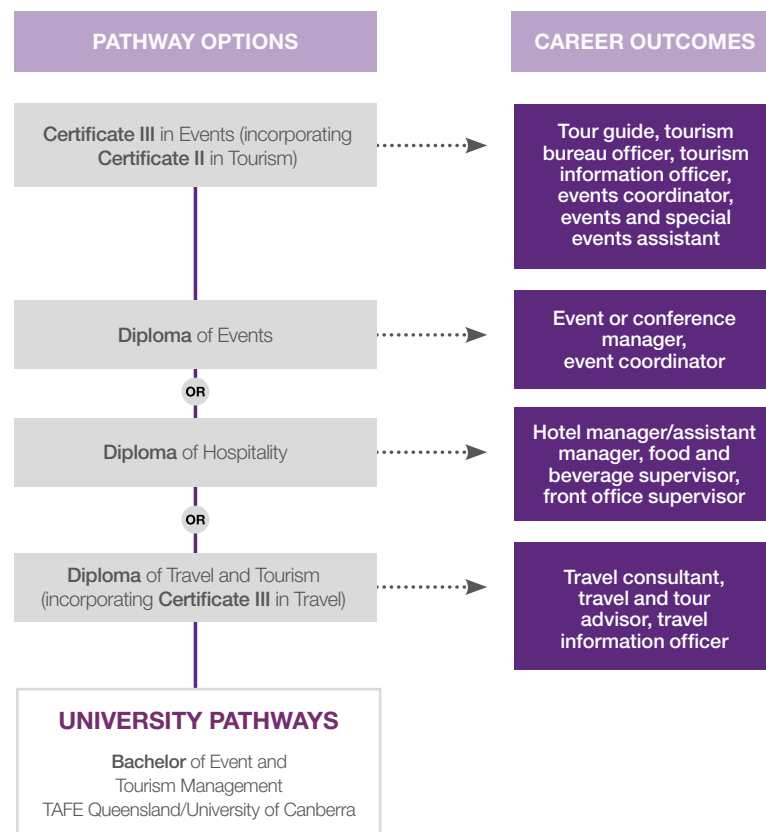 PATHWAY OPTIONS
CAREER OUTCOMES
Certificate III in Events (incorporating
Certificate II in Tourism)
Tour guide, tourism
bureau officer, tourism
information officer,
events coordinator,
events and special
events assistant
Diploma of Events
Event or conference
manager,
event coordinator
OR
Diploma of Hospitality
Hotel manager/assistant
manager, food and
beverage supervisor,
front office supervisor
OR
Diploma of Travel and Tourism
(incorporating Certificate III in Travel)
Travel consultant,
travel and tour
advisor, travel
information officer
UNIVERSITY PATHWAYS
Bachelor of Event and
Tourism Management
TAFE Queensland/University of Canberra